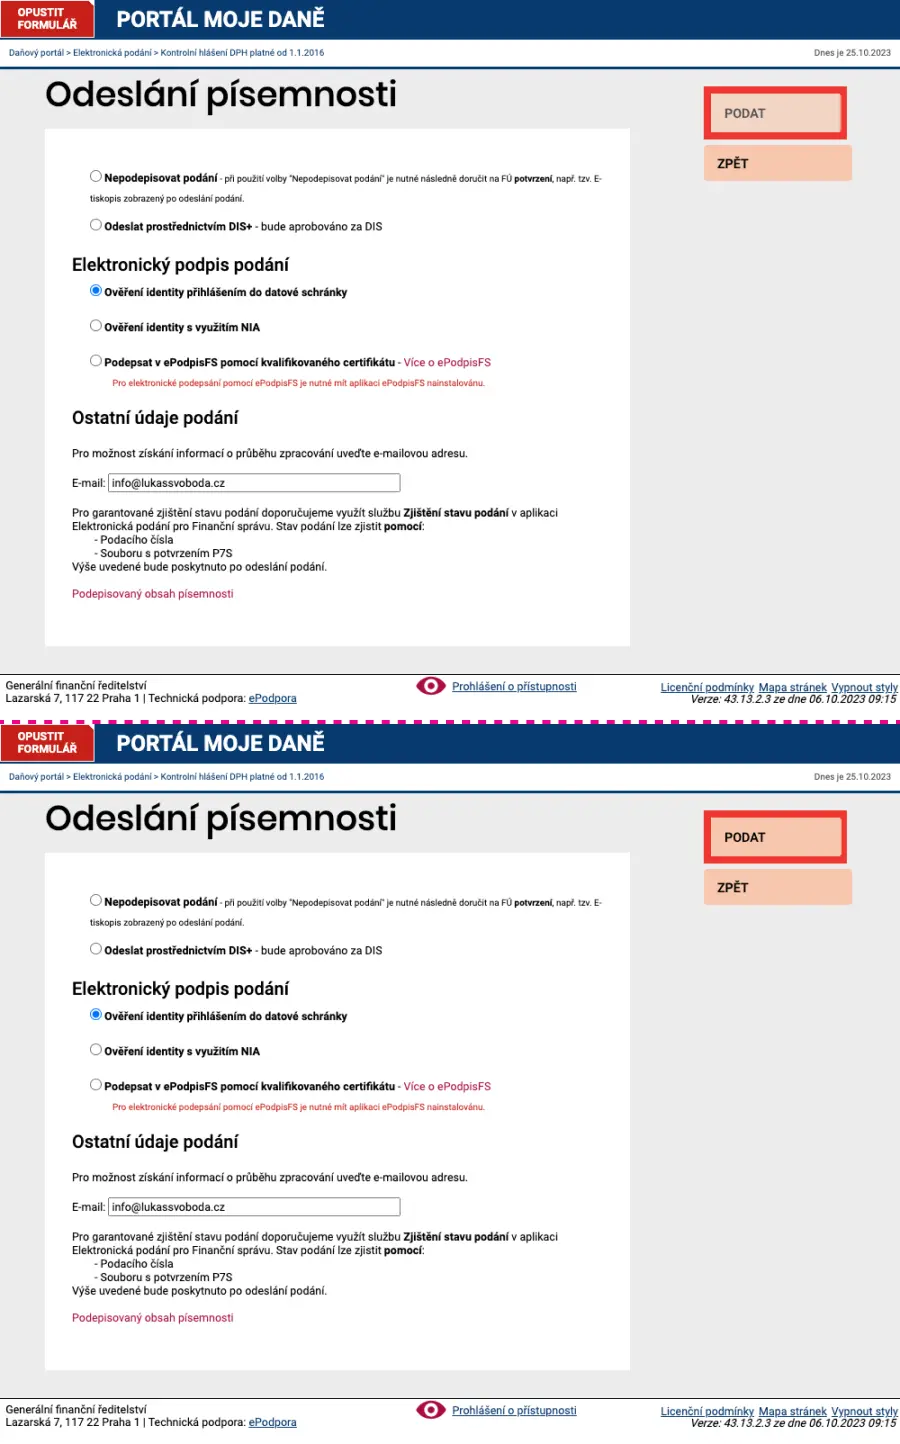 OPUSTIT
FORMULÁŘ
PORTÁL MOJE DANĚ
Daňový portál > Elektronická podání > Kontrolní hlášení DPH platné od 1.1.2016
Dnes je 25.10.2023
Odeslání písemnosti
PODAT
ZPĚT
Nepodepisovat podání - při použití volby "Nepodepisovat podání" je nutné následně doručit na FÚ potvrzení, např. tzv. E-
tiskopis zobrazený po odeslání podání.
Odeslat prostřednictvím DIS+ - bude aprobováno za DIS
Elektronický podpis podání
Ověření identity přihlášením do datové schránky
Ověření identity s využitím NIA
Podepsat v ePodpisFS pomocí kvalifikovaného certifikátu - Více o ePodpisFS
Pro elektronické podepsání pomocí ePodpisFS je nutné mít aplikaci ePodpisFS nainstalovánu.
Ostatní údaje podání
Pro možnost získání informací o průběhu zpracování uveďte e-mailovou adresu.
E-mail: info@lukassvoboda.cz
Pro garantované zjištění stavu podání doporučujeme využít službu Zjištění stavu podání v aplikaci
Elektronická podání pro Finanční správu. Stav podání lze zjistit pomocí:
- Podacího čísla
- Souboru s potvrzením P7S
Výše uvedené bude poskytnuto po odeslání podání.
Podepisovaný obsah písemnosti
Generální finanční ředitelství
Lazarská 7, 117 22 Praha 1 | Technická podpora: ePodpora
Prohlášení o přístupnosti
Licenční podmínky Mapa stránek Vypnout styly
Verze: 43.13.2.3 ze dne 06.10.2023 09:15
OPUSTIT
FORMULÁŘ
PORTÁL MOJE DANĚ
Daňový portál > Elektronická podání > Kontrolní hlášení DPH platné od 1.1.2016
Dnes je 25.10.2023
Odeslání písemnosti
PODAT
ZPĚT
Nepodepisovat podání - při použití volby "Nepodepisovat podání" je nutné následně doručit na FÚ potvrzení, např. tzv. E-
tiskopis zobrazený po odeslání podání.
Odeslat prostřednictvím DIS+ - bude aprobováno za DIS
Elektronický podpis podání
Ověření identity přihlášením do datové schránky
Ověření identity s využitím NIA
Podepsat v ePodpisFS pomocí kvalifikovaného certifikátu - Více o ePodpisFS
Pro elektronické podepsání pomocí ePodpisFS je nutné mít aplikaci ePodpisFS nainstalovánu.
Ostatní údaje podání
Pro možnost získání informací o průběhu zpracování uveďte e-mailovou adresu.
E-mail: info@lukassvoboda.cz
Pro garantované zjištění stavu podání doporučujeme využít službu Zjištění stavu podání v aplikaci
Elektronická podání pro Finanční správu. Stav podání lze zjistit pomocí:
- Podacího čísla
- Souboru s potvrzením P7S
Výše uvedené bude poskytnuto po odeslání podání.
Podepisovaný obsah písemnosti
Generální finanční ředitelství
Lazarská 7, 117 22 Praha 1 | Technická podpora: ePodpora
Prohlášení o přístupnosti
Licenční podmínky Mapa stránek Vypnout styly
Verze: 43.13.2.3 ze dne 06.10.2023 09:15